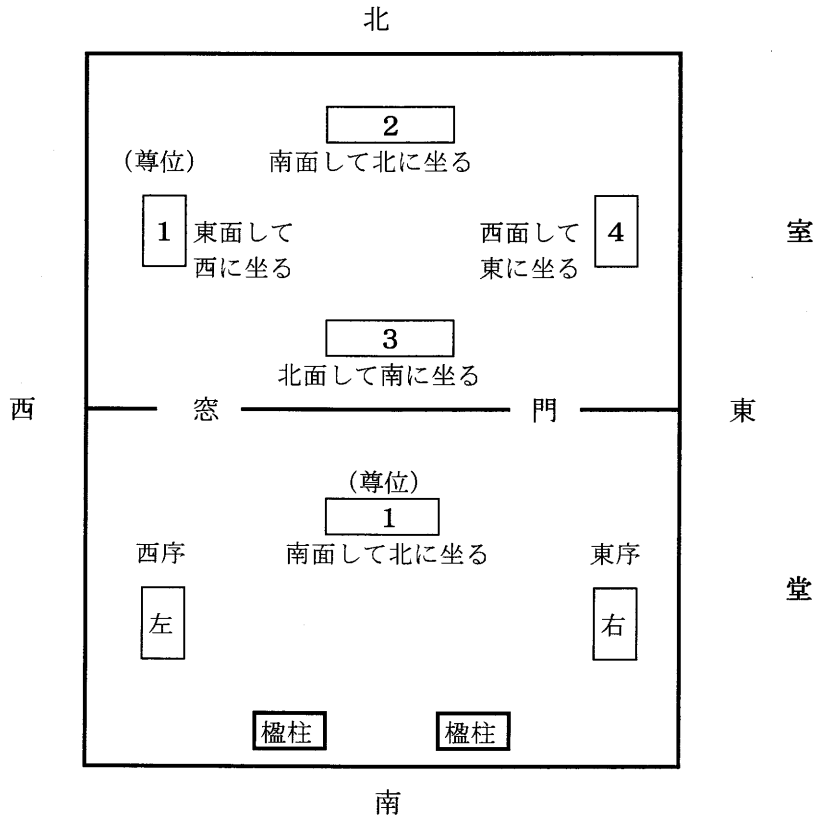 北
2
南面して北に坐る
(尊位)
1
東面して
西に坐る
西面して
東に坐る
4
室
3
北面して南に坐る
西
窓
門
東
(尊位)
1
南面して北に坐る
西序
東序
左
右
堂
楹柱
楹柱
南